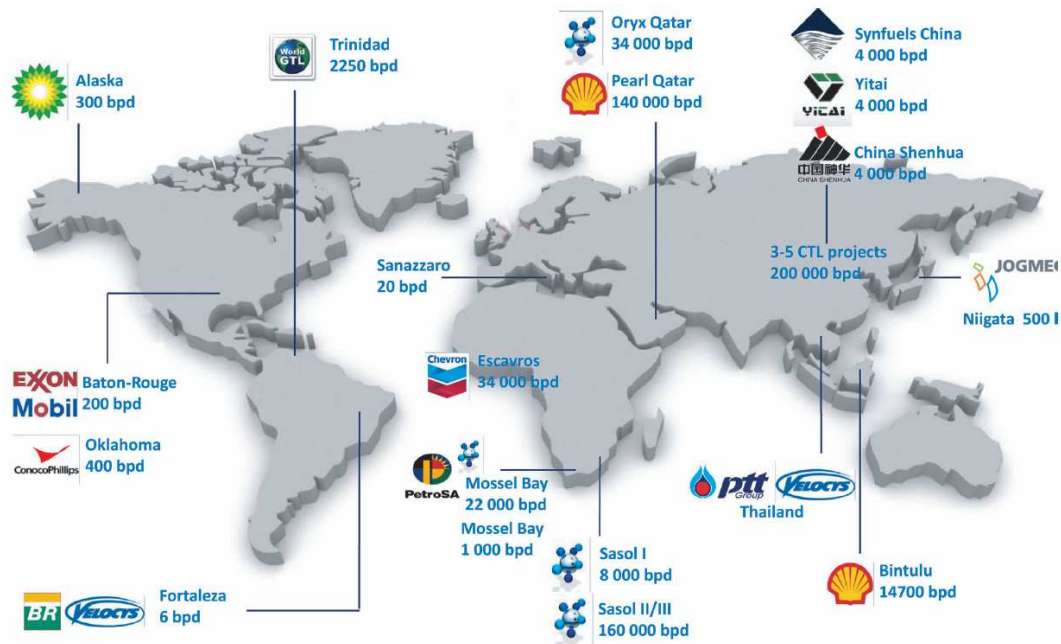 World
GTL
Trinidad
2250 bpd
Alaska
300 bpd
Oryx Qatar
34 000 bpd
Pearl Qatar
140 000 bpd
Synfuels China
4 000 bpd
YiTAi
Yitai
4 000 bpd
中国神华
CHINA SHENHUA
China Shenhua
4 000 bpd
3-5 CTL projects
200 000 bpd
JOGMEC
Niigata 500
Sanazzaro
20 bpd
Chevron
Escavros
34 000 bpd
EXXON
Mobil
Baton-Rouge
200 bpd
ConocoPhillips
Oklahoma
400 bpd
PetroSA
Mossel Bay
22 000 bpd
Mossel Bay
1 000 bpd
ptt
Group
VELOCYS
Thailand
Sasol I
8 000 bpd
Sasol II/III
160 000 bpd
Bintulu
14700 bpd
BR
VELOCYS
Fortaleza
6 bpd